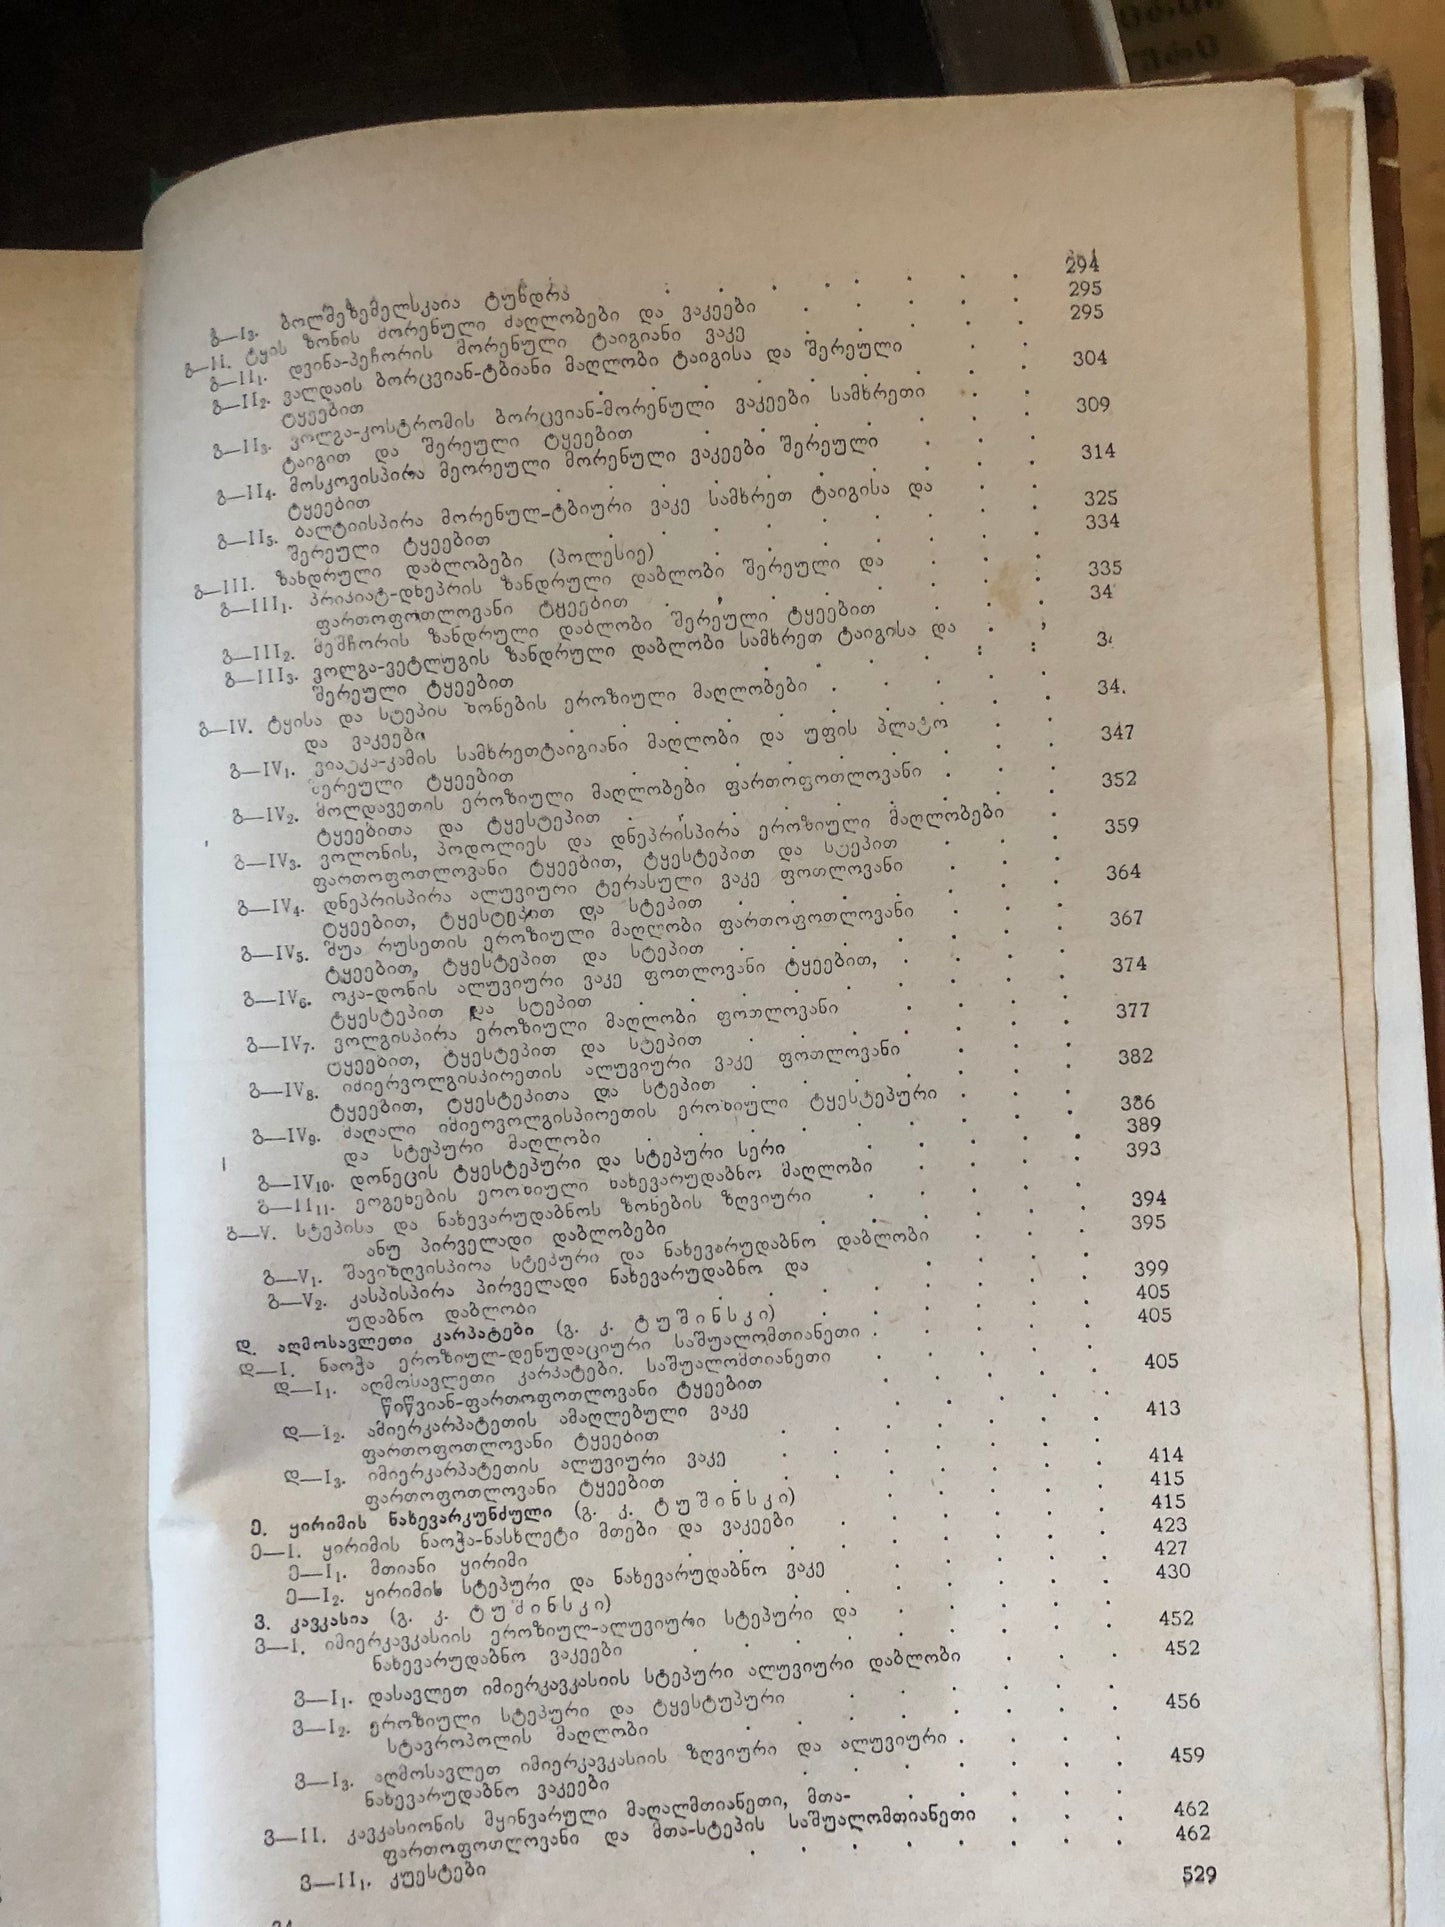 გ—I₃. ბოლშეზემელსკაია ტუნდრა . . . . . . . 294
გ—II. ტყის ზონის მორენული მაღლობები და ვაკეები . . . . 295
გ—II₁. დვინა-პეჩორის მორენული ტაიგიანი ვაკე . . . . . 295
გ—II₂. ვალდაის ბორცვიან-ტბიანი მაღლობი ტაიგისა და შერეული
ტყეებით . . . . . . . . 304
გ—II₃. ვოლგა-კოსტრომის ბორცვიან-მორენული ვაკეები სამხრეთი
ტაიგით და შერეული ტყეებით . . . . . . 309
გ—II₄. მოსკოვისპირა მეორეული მორენული ვაკეები შერეული
ტყეებით . . . . . . . . 314
გ—II₅. ბალტიისპირა მორენულ-ტბიური ვაკე სამხრეთ ტაიგისა და
შერეული ტყეებით . . . . . . . 325
გ—III. ზანდრული დაბლობები (პოლესიე) . . . . . . 334
გ—III₁. პრიპიატ-დნეპრის ზანდრული დაბლობი შერეული და
ფართოფოთლოვანი ტყეებით . . . . . . 335
გ—III₂. მეშჩორის ზანდრული დაბლობი შერეული ტყეებით . . . 34
გ—III₃. ვოლგა-ვეტლუგის ზანდრული დაბლობი სამხრეთ ტაიგისა და
შერეული ტყეებით . . . . . . . 34
გ—IV. ტყისა და სტეპის ზონების ეროზიული მაღლობები
და ვაკეები . . . . . . . . 34
გ—IV₁. ვიატკა-კამის სამხრეთტაიგიანი მაღლობი და უფის პლატო
შერეული ტყეებით . . . . . . . 347
გ—IV₂. მოლდავეთის ეროზიული მაღლობები ფართოფოთლოვანი
ტყეებითა და ტყესტეპით . . . . . . 352
გ—IV₃. ვოლონის, პოდოლიეს და დნეპრისპირა ეროზიული მაღლობები
ფართოფოთლოვანი ტყეებით, ტყესტეპით და სტეპით . . . 359
გ—IV₄. დნეპრისპირა ალუვიური ტერასული ვაკე ფოთლოვანი
ტყეებით, ტყესტეპით და სტეპით . . . . . 364
გ—IV₅. შუა რუსეთის ეროზიული მაღლობი ფართოფოთლოვანი
ტყეებით, ტყესტეპით და სტეპით . . . . . 367
გ—IV₆. ოკა-დონის ალუვიური ვაკე ფოთლოვანი ტყეებით,
ტყესტეპით და სტეპით . . . . . . . 374
გ—IV₇. ვოლგისპირა ეროზიული მაღლობი ფოთლოვანი
ტყეებით, ტყესტეპით და სტეპით . . . . . 377
გ—IV₈. იმიერვოლგისპირეთის ალუვიური ვაკე ფოთლოვანი
ტყეებით, ტყესტეპითა და სტეპით . . . . . 382
გ—IV₉. მაღალი იმიერვოლგისპირეთის ეროზიული ტყესტეპური
და სტეპური მაღლობი . . . . . . . 386
გ—IV₁₀. დონეცის ტყესტეპური და სტეპური სერი . . . . 389
გ—II₁₁. ერგენების ეროზიული ნახევარუდაბნო მაღლობი . . . 393
გ—V. სტეპისა და ნახევარუდაბნოს ზონების ზღვიური
ანუ პირველადი დაბლობები . . . . . . 394
გ—V₁. შავიზღვისპირა სტეპური და ნახევარუდაბნო დაბლობი . . . 395
გ—V₂. კასპისპირა პირველადი ნახევარუდაბნო და
უდაბნო დაბლობი . . . . . . . 399
დ. აღმოსავლეთი კარპატები (გ. კ. ტუშინსკი) . . . . . 405
დ—I. ნაოჭა ეროზიულ-დენუდაციური საშუალომთიანეთი . . . . 405
დ—I₁. აღმოსავლეთი კარპატები. საშუალომთიანეთი
წიწვიან-ფართოფოთლოვანი ტყეებით . . . . . 405
დ—I₂. ამიერკარპატეთის ამაღლებული ვაკე
ფართოფოთლოვანი ტყეებით . . . . . . 413
დ—I₃. იმიერკარპატეთის ალუვიური ვაკე
ფართოფოთლოვანი ტყეებით . . . . . . 414
ე. ყირიმის ნახევარკუნძული (გ. კ. ტუშინსკი) . . . . . 415
ე—I. ყირიმის ნაოჭა-ნასხლეტი მთები და ვაკეები . . . . . 415
ე—I₁. მთიანი ყირიმი . . . . . . . . 423
ე—I₂. ყირიმის სტეპური და ნახევარუდაბნო ვაკე . . . . 427
ვ. კავკასია (გ. კ. ტუშინსკი) . . . . . . 430
ვ—I. იმიერკავკასიის ეროზიულ-ალუვიური სტეპური და
ნახევარუდაბნო ვაკეები . . . . . . . 452
ვ—I₁. დასავლეთ იმიერკავკასიის სტეპური ალუვიური დაბლობი . . . 452
ვ—I₂. ეროზიული სტეპური და ტყესტუპური
სტავროპოლის მაღლობი . . . . . . . 456
ვ—I₃. აღმოსავლეთ იმიერკავკასიის ზღვიური და ალუვიური
ნახევარუდაბნო ვაკეები . . . . . . . 459
ვ—II. კავკასიონის მყინვარული მაღალმთიანეთი, მთა-
ფართოფოთლოვანი და მთა-სტეპის საშუალომთიანეთი . . . 462
ვ—II₁. კუესტები . . . . . . . . 462
529